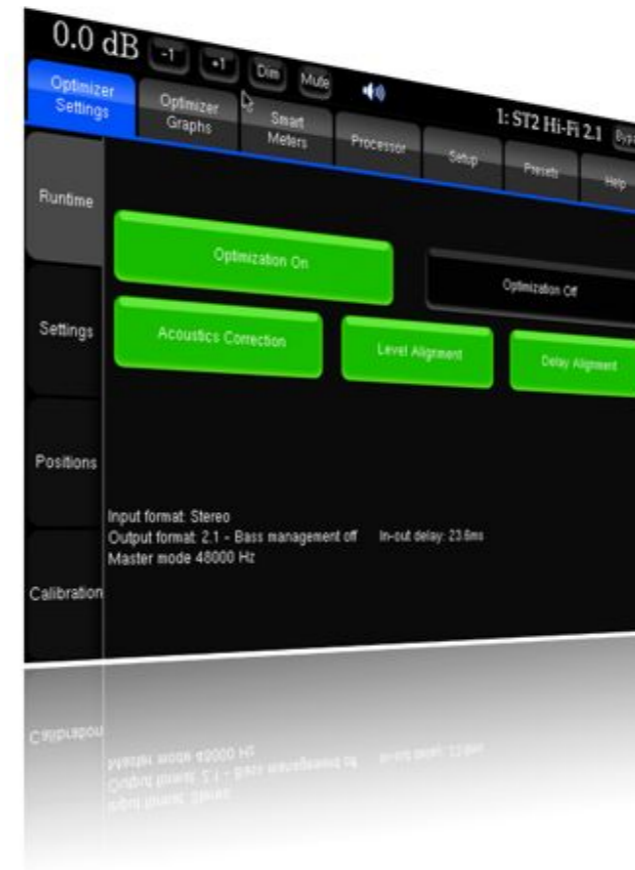 0.0 dB -1 +1 Dim Mute
1: ST2 Hi-Fi 2.1
Optimizer
Settings
Optimizer
Graphs
Smart
Meters
Processor
Setup
Presets
Help
Runtime
Optimization On
Optimization Off
Settings
Acoustics Correction
Level Alignment
Delay Alignment
Positions
Input format: Stereo
Output format: 2.1 - Bass management off In-out delay: 23.6ms
Master mode 48000 Hz
Calibration